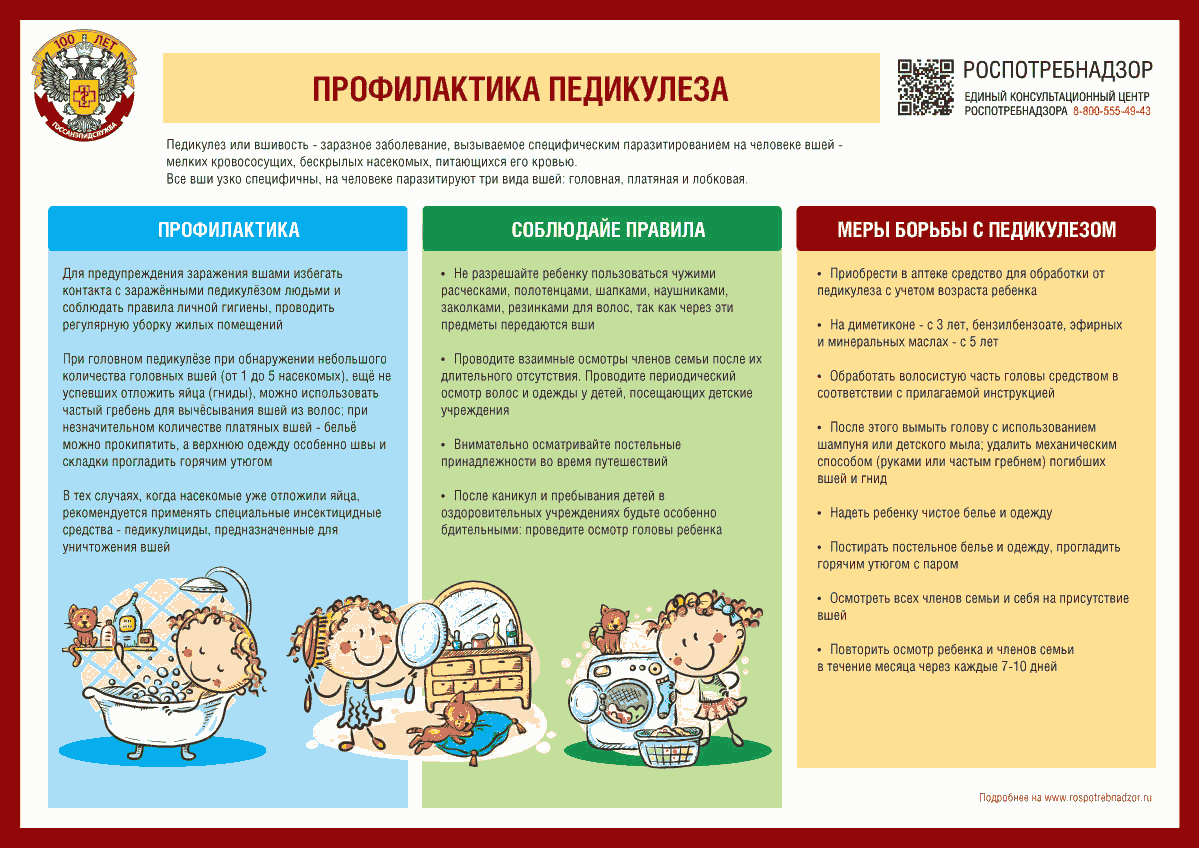 100 ЛЕТ
ГОССАНЭПИДСЛУЖБА
ПРОФИЛАКТИКА ПЕДИКУЛЕЗА
РОСПОТРЕБНАДЗОР
ЕДИНЫЙ КОНСУЛЬТАЦИОННЫЙ ЦЕНТР
РОСПОТРЕБНАДЗОРА 8-800-555-49-43
Педикулез или вшивость - заразное заболевание, вызываемое специфическим паразитированием на человеке вшей -
мелких кровососущих, бескрылых насекомых, питающихся его кровью.
Все вши узко специфичны, на человеке паразитируют три вида вшей: головная, платяная и лобковая.
ПРОФИЛАКТИКА
Для предупреждения заражения вшами избегать
контакта с заражёнными педикулёзом людьми и
соблюдать правила личной гигиены, проводить
регулярную уборку жилых помещений
При головном педикулёзе при обнаружении небольшого
количества головных вшей (от 1 до 5 насекомых), ещё не
успевших отложить яйца (гниды), можно использовать
частый гребень для вычёсывания вшей из волос; при
незначительном количестве платяных вшей - бельё
можно прокипятить, а верхнюю одежду особенно швы и
складки прогладить горячим утюгом
В тех случаях, когда насекомые уже отложили яйца,
рекомендуется применять специальные инсектицидные
средства - педикулициды, предназначенные для
уничтожения вшей
СОБЛЮДАЙЕ ПРАВИЛА
• Не разрешайте ребенку пользоваться чужими
расческами, полотенцами, шапками, наушниками,
заколками, резинками для волос, так как через эти
предметы передаются вши
• Проводите взаимные осмотры членов семьи после их
длительного отсутствия. Проводите периодический
осмотр волос и одежды у детей, посещающих детские
учреждения
• Внимательно осматривайте постельные
принадлежности во время путешествий
• После каникул и пребывания детей в
оздоровительных учреждениях будьте особенно
бдительными: проведите осмотр головы ребенка
МЕРЫ БОРЬБЫ С ПЕДИКУЛЕЗОМ
• Приобрести в аптеке средство для обработки от
педикулеза с учетом возраста ребенка
• На диметиконе - с 3 лет, бензилбензоате, эфирных
и минеральных маслах - с 5 лет
• Обработать волосистую часть головы средством в
соответствии с прилагаемой инструкцией
• После этого вымыть голову с использованием
шампуня или детского мыла; удалить механическим
способом (руками или частым гребнем) погибших
вшей и гнид
• Надеть ребенку чистое белье и одежду
• Постирать постельное белье и одежду, прогладить
горячим утюгом с паром
• Осмотреть всех членов семьи и себя на присутствие
вшей
• Повторить осмотр ребенка и членов семьи
в течение месяца через каждые 7-10 дней
Подробнее на www.rospotrebnadzor.ru